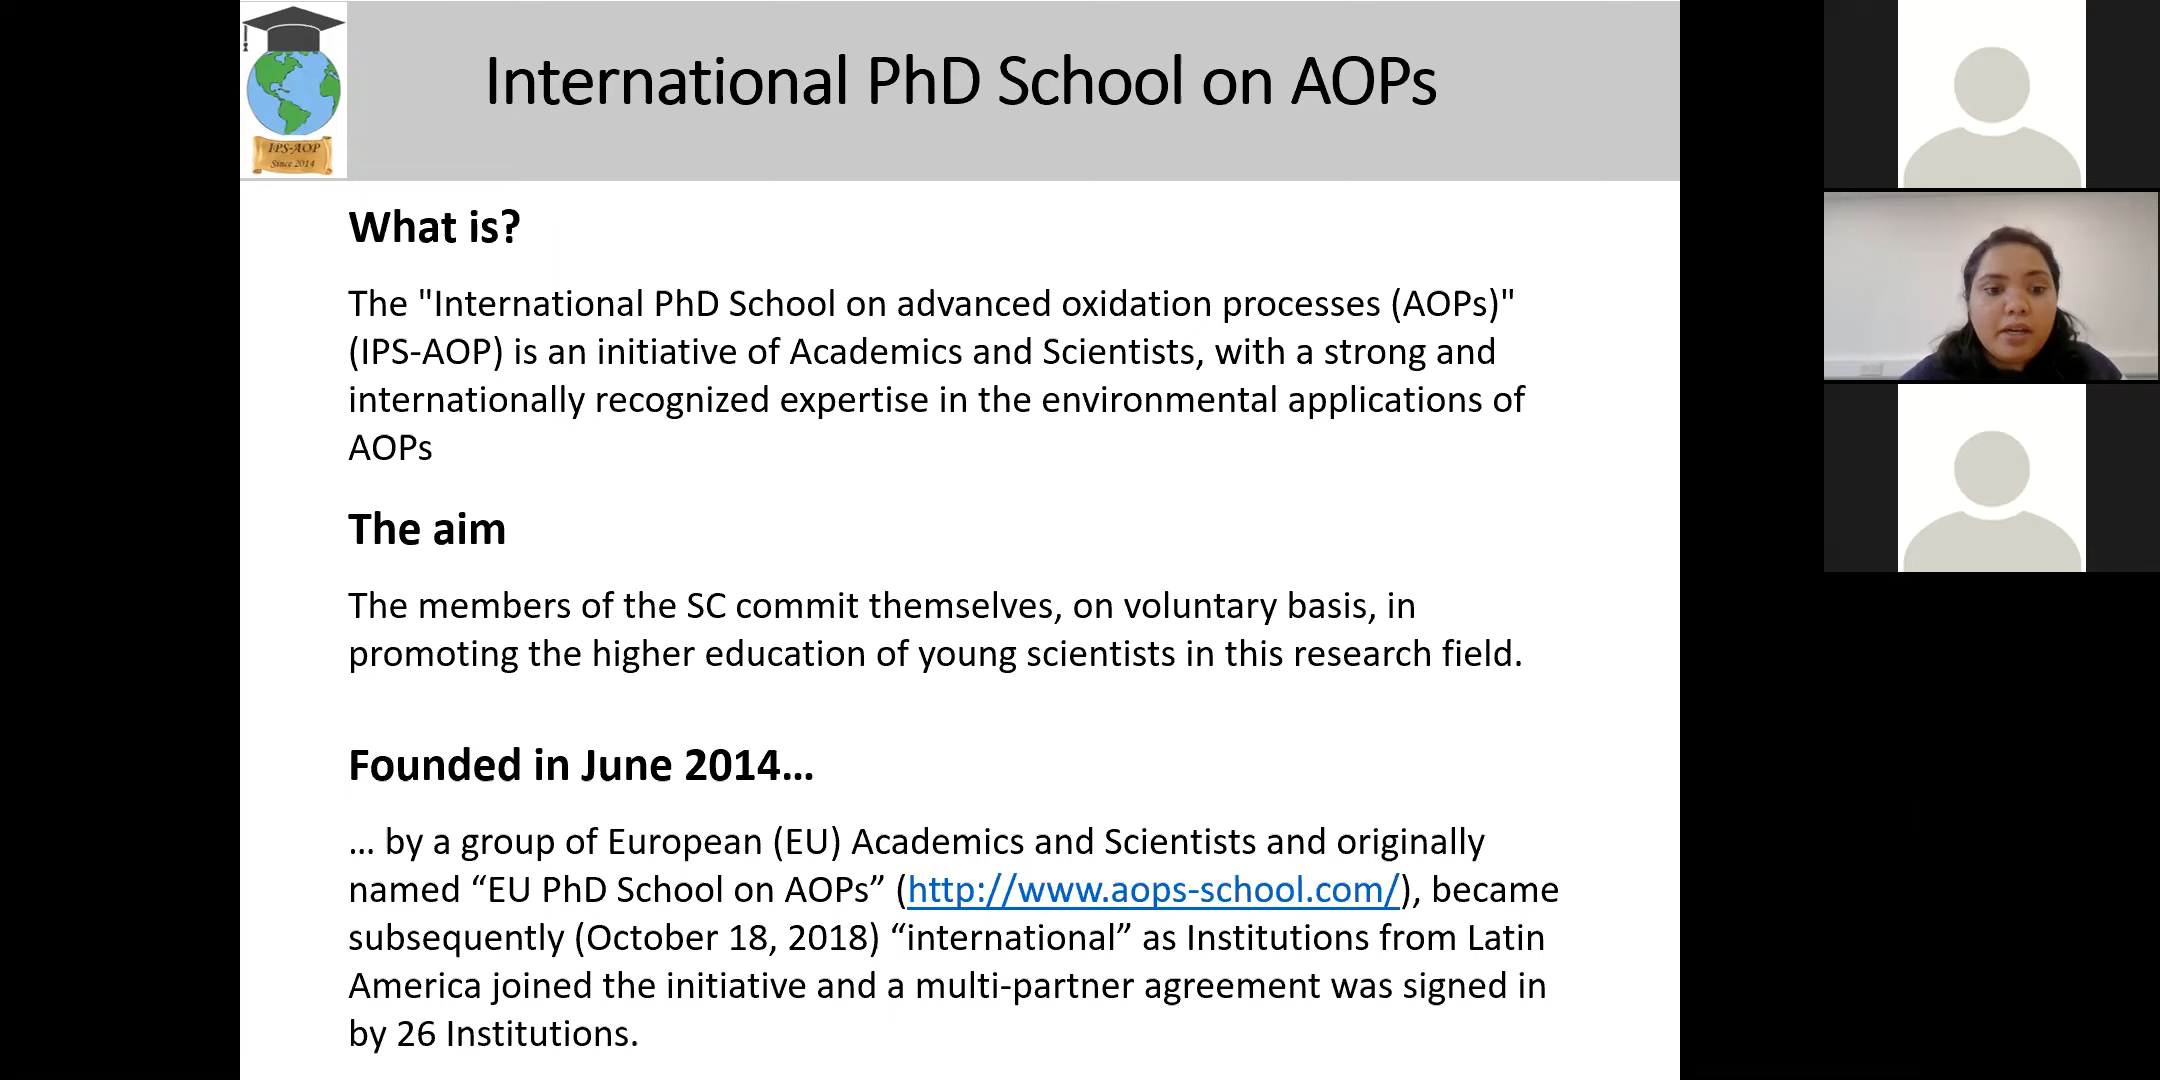 International PhD School on AOPs
IPS-AOP
Since 2014
What is?
The "International PhD School on advanced oxidation processes (AOPs)"
(IPS-AOP) is an initiative of Academics and Scientists, with a strong and
internationally recognized expertise in the environmental applications of
AOPs
The aim
The members of the SC commit themselves, on voluntary basis, in
promoting the higher education of young scientists in this research field.
Founded in June 2014...
... by a group of European (EU) Academics and Scientists and originally
named “EU PhD School on AOPs” (http://www.aops-school.com/), became
subsequently (October 18, 2018) “international” as Institutions from Latin
America joined the initiative and a multi-partner agreement was signed in
by 26 Institutions.